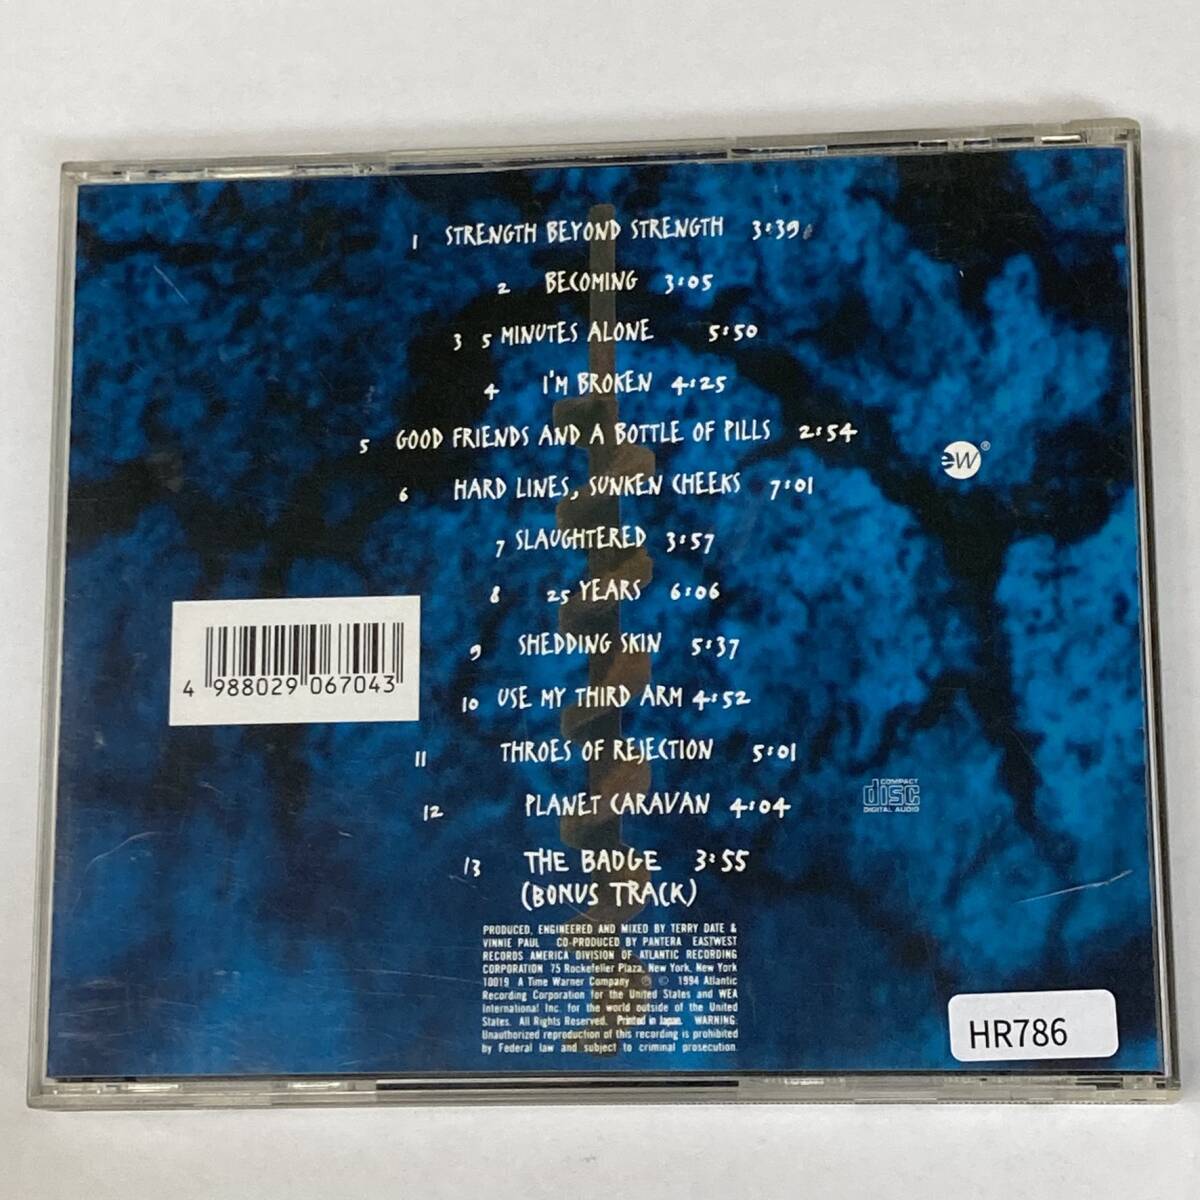 1 STRENGTH BEYOND STRENGTH 3:39
2 BECOMING 3:05
3 5 MINUTES ALONE 5:50
4 I'M BROKEN 4:25
5 GOOD FRIENDS AND A BOTTLE OF PILLS 2:54
6 HARD LINES, SUNKEN CHEEKS 7:01
7 SLAUGHTERED 3:57
8 25 YEARS 6:06
9 SHEDDING SKIN 5:37
10 USE MY THIRD ARM 4:52
11 THROES OF REJECTION 5:01
12 PLANET CARAVAN 4:04
13 THE BADGE 3:55
(BONUS TRACK)
EW®
4 988029 067043
COMPACT
disc
DIGITAL AUDIO
PRODUCED, ENGINEERED AND MIXED BY TERRY DATE &
VINNIE PAUL CO-PRODUCED BY PANTERA EASTWEST
RECORDS AMERICA DIVISION OF ATLANTIC RECORDING
CORPORATION 75 Rockefeller Plaza, New York, New York
10019 A Time Warner Company ℗ © 1994 Atlantic
Recording Corporation for the United States and WEA
International Inc. for the world outside of the United
States. All Rights Reserved. Printed in Japan. WARNING:
Unauthorized reproduction of this recording is prohibited
by Federal law and subject to criminal prosecution.
HR786